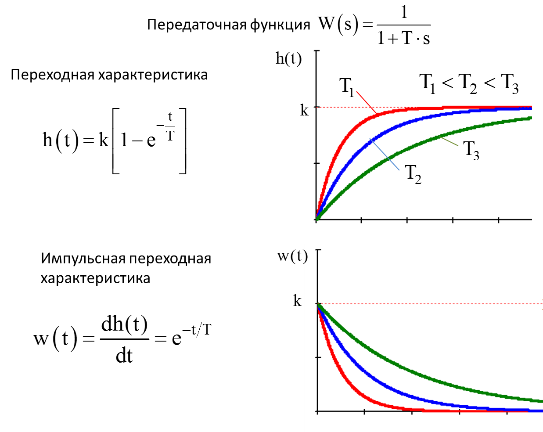 Передаточная функция W(s) = 1/(1+T·s)
h(t)
Переходная характеристика
T₁
T₁ < T₂ < T₃
k
h(t) = k[1 − e^(−t/T)]
T₃
T₂
Импульсная переходная
характеристика
w(t)
k
w(t) = dh(t)/dt = e^(−t/T)